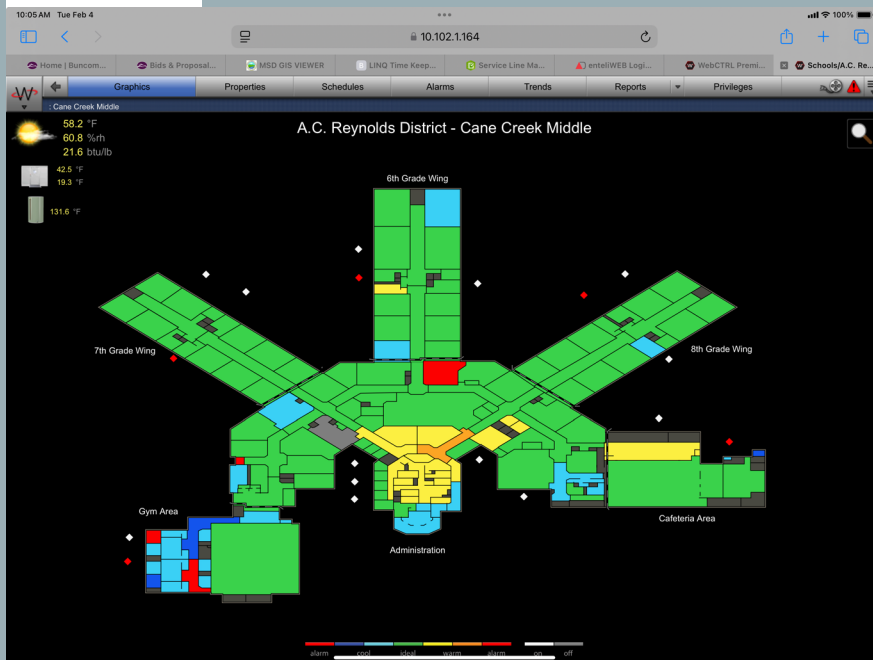 10:05 AM Tue Feb 4
100%
10.102.1.164
Home | Buncom...
Bids & Proposal...
MSD GIS VIEWER
LINQ Time Keep...
Service Line Ma...
enteliWEB Logi...
WebCTRL Premi...
Schools/A.C. Re...
Graphics
Properties
Schedules
Alarms
Trends
Reports
Privileges
: Cane Creek Middle
58.2 °F
60.8 %rh
21.6 btu/lb
42.5 °F
19.3 °F
131.6 °F
A.C. Reynolds District - Cane Creek Middle
6th Grade Wing
7th Grade Wing
8th Grade Wing
Gym Area
Cafeteria Area
Administration
alarm cool ideal warm alarm on off